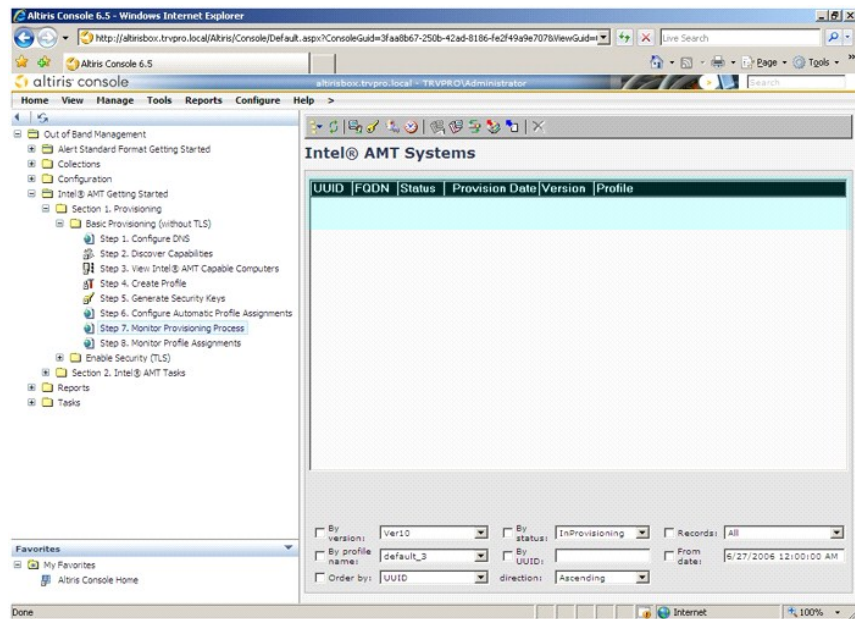 Altiris Console 6.5 - Windows Internet Explorer
http://altirisbox.trvpro.local/Altiris/Console/Default.aspx?ConsoleGuid=3faa8b67-250b-42ad-8186-fe2f49a9e707&ViewGuid=
Live Search
Altiris Console 6.5
Page
Tools
altiris console
altirisbox.trvpro.local - TRVPRO\Administrator
Search
Home View Manage Tools Reports Configure Help >
Out of Band Management
Alert Standard Format Getting Started
Collections
Configuration
Intel® AMT Getting Started
Section 1. Provisioning
Basic Provisioning (without TLS)
Step 1. Configure DNS
Step 2. Discover Capabilities
Step 3. View Intel® AMT Capable Computers
Step 4. Create Profile
Step 5. Generate Security Keys
Step 6. Configure Automatic Profile Assignments
Step 7. Monitor Provisioning Process
Step 8. Monitor Profile Assignments
Enable Security (TLS)
Section 2. Intel® AMT Tasks
Reports
Tasks
Intel® AMT Systems
UUID FQDN Status Provision Date Version Profile
By version: Ver10 By status: InProvisioning Records: All
By profile name: default_3 By UUID: From date: 6/27/2006 12:00:00 AM
Order by: UUID direction: Ascending
Favorites
My Favorites
Altiris Console Home
Done
Internet
100%